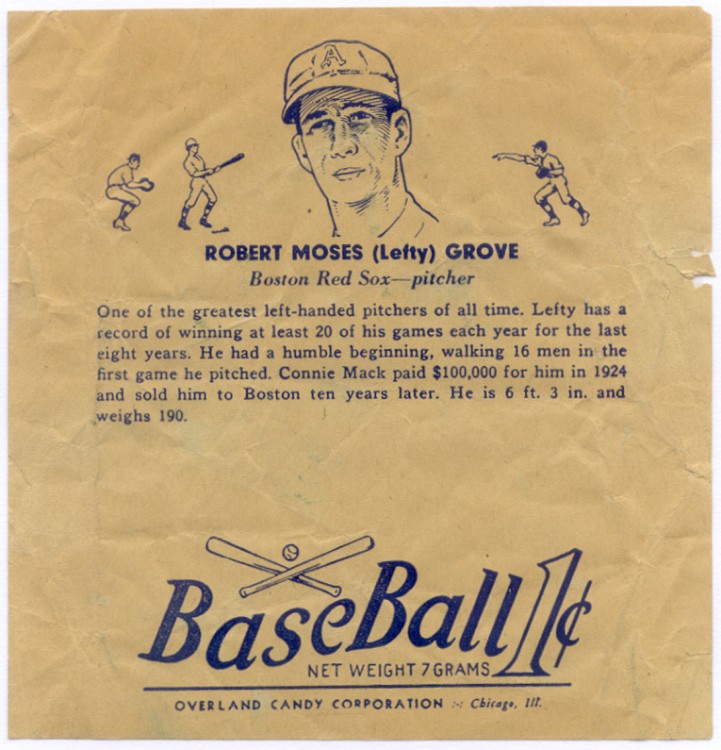 A
ROBERT MOSES (Lefty) GROVE
Boston Red Sox—pitcher
One of the greatest left-handed pitchers of all time. Lefty has a
record of winning at least 20 of his games each year for the last
eight years. He had a humble beginning, walking 16 men in the
first game he pitched. Connie Mack paid $100,000 for him in 1924
and sold him to Boston ten years later. He is 6 ft. 3 in. and
weighs 190.
BaseBall 1¢
NET WEIGHT 7 GRAMS
OVERLAND CANDY CORPORATION :-: Chicago, Ill.